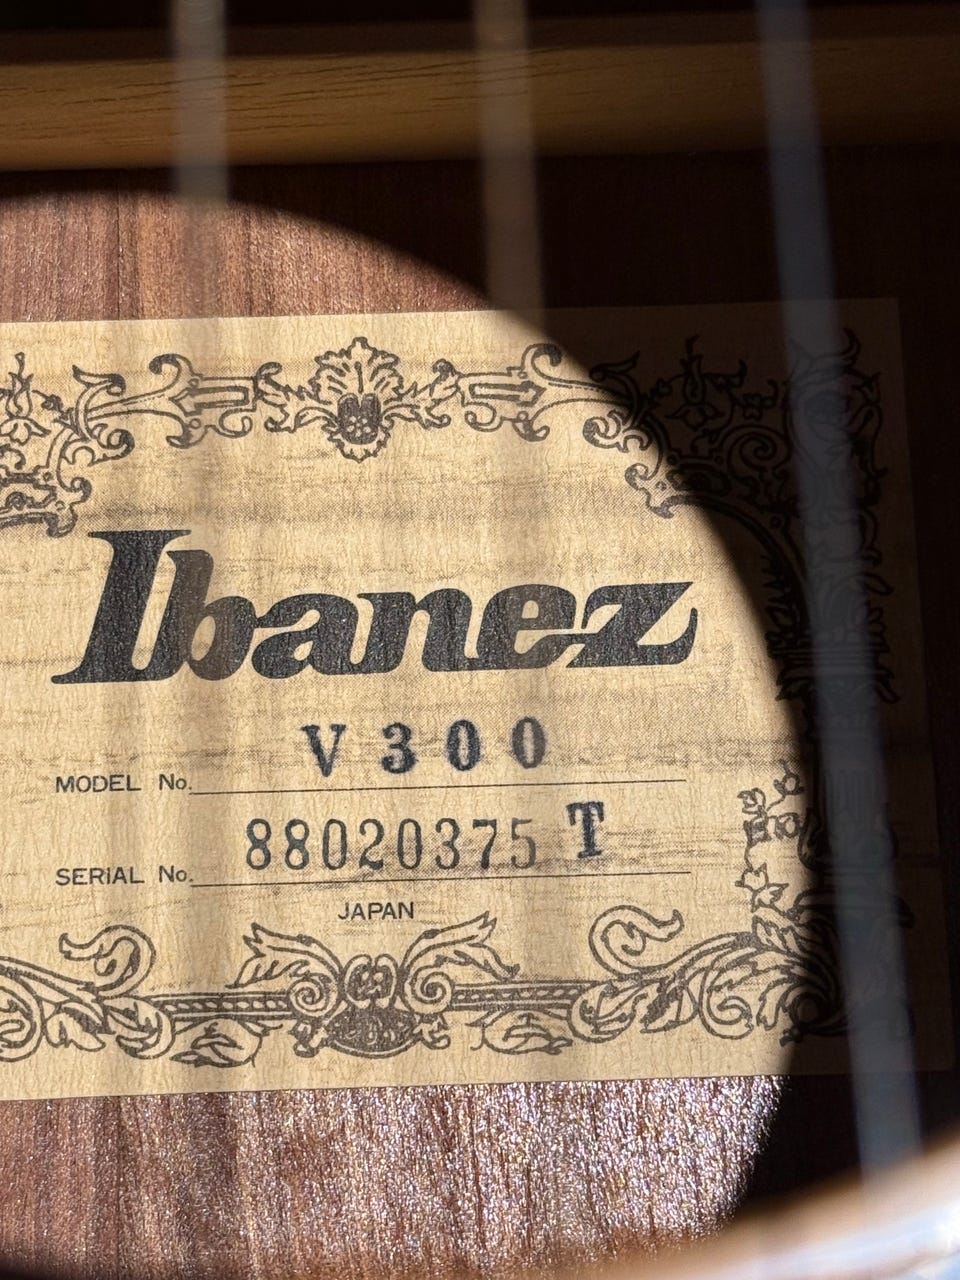 Ibanez
MODEL No. V300
SERIAL No. 88020375 T
JAPAN